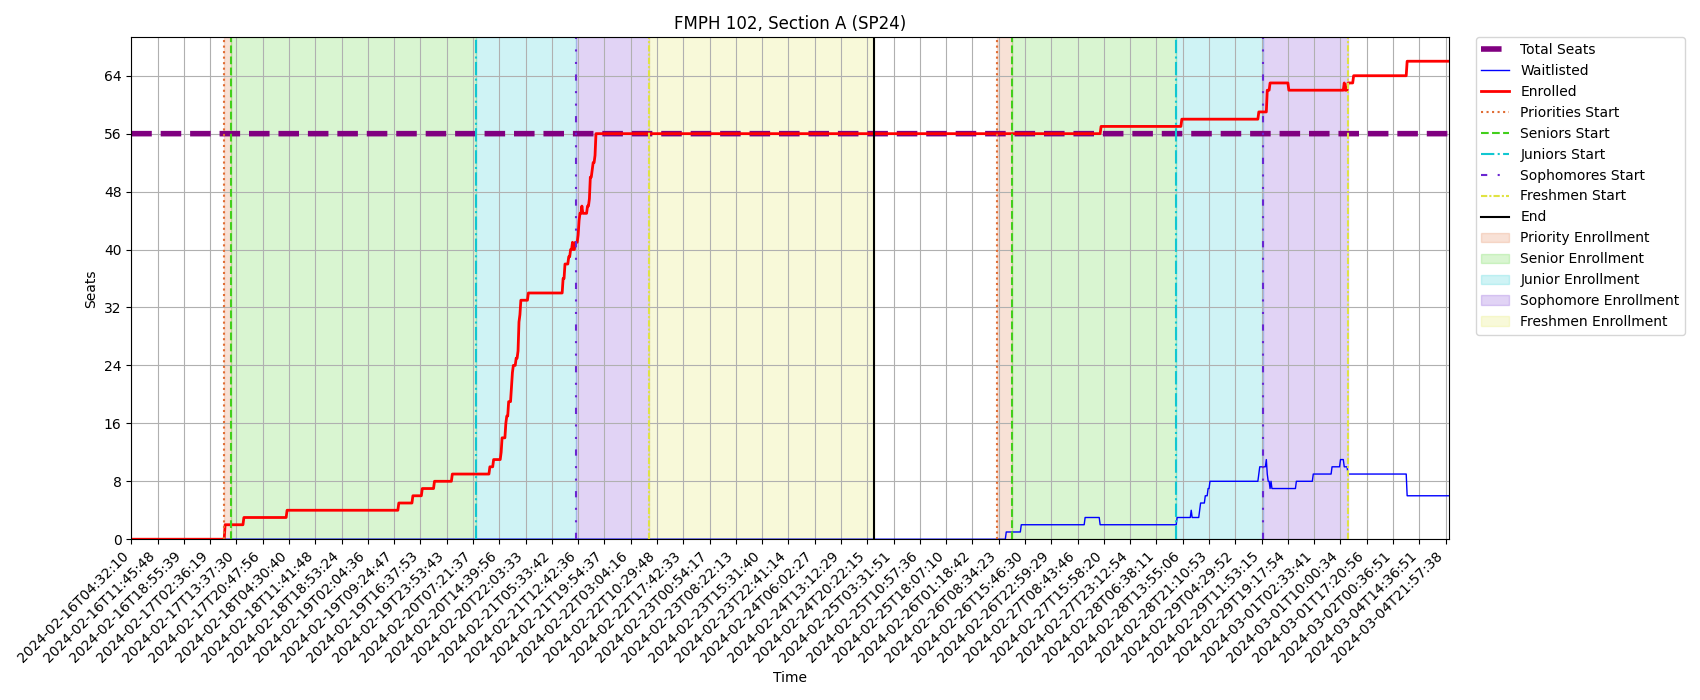 FMPH 102, Section A (SP24)
Seats
64
56
48
40
32
24
16
8
0
2024-02-16T04:32:10
2024-02-16T11:45:48
2024-02-16T18:55:39
2024-02-17T02:36:19
2024-02-17T13:37:30
2024-02-17T20:47:56
2024-02-18T04:30:40
2024-02-18T11:41:48
2024-02-18T18:53:24
2024-02-19T02:04:36
2024-02-19T09:24:47
2024-02-19T16:37:53
2024-02-19T23:53:43
2024-02-20T07:21:37
2024-02-20T14:39:56
2024-02-20T22:03:33
2024-02-21T05:33:42
2024-02-21T12:42:36
2024-02-21T19:54:37
2024-02-22T03:04:16
2024-02-22T10:29:48
2024-02-22T17:42:33
2024-02-23T00:54:17
2024-02-23T08:22:13
2024-02-23T15:31:40
2024-02-23T22:41:14
2024-02-24T06:02:27
2024-02-24T13:12:29
2024-02-24T20:22:15
2024-02-25T03:31:51
2024-02-25T10:57:36
2024-02-25T18:07:10
2024-02-26T01:18:42
2024-02-26T08:34:23
2024-02-26T15:46:30
2024-02-26T22:59:29
2024-02-27T08:43:46
2024-02-27T15:58:20
2024-02-27T23:12:54
2024-02-28T06:38:11
2024-02-28T13:55:06
2024-02-28T21:10:53
2024-02-29T04:29:52
2024-02-29T11:53:15
2024-02-29T19:17:54
2024-03-01T02:33:41
2024-03-01T10:00:34
2024-03-01T17:20:56
2024-03-02T00:36:51
2024-03-04T14:36:51
2024-03-04T21:57:38
Time
Total Seats
Waitlisted
Enrolled
Priorities Start
Seniors Start
Juniors Start
Sophomores Start
Freshmen Start
End
Priority Enrollment
Senior Enrollment
Junior Enrollment
Sophomore Enrollment
Freshmen Enrollment